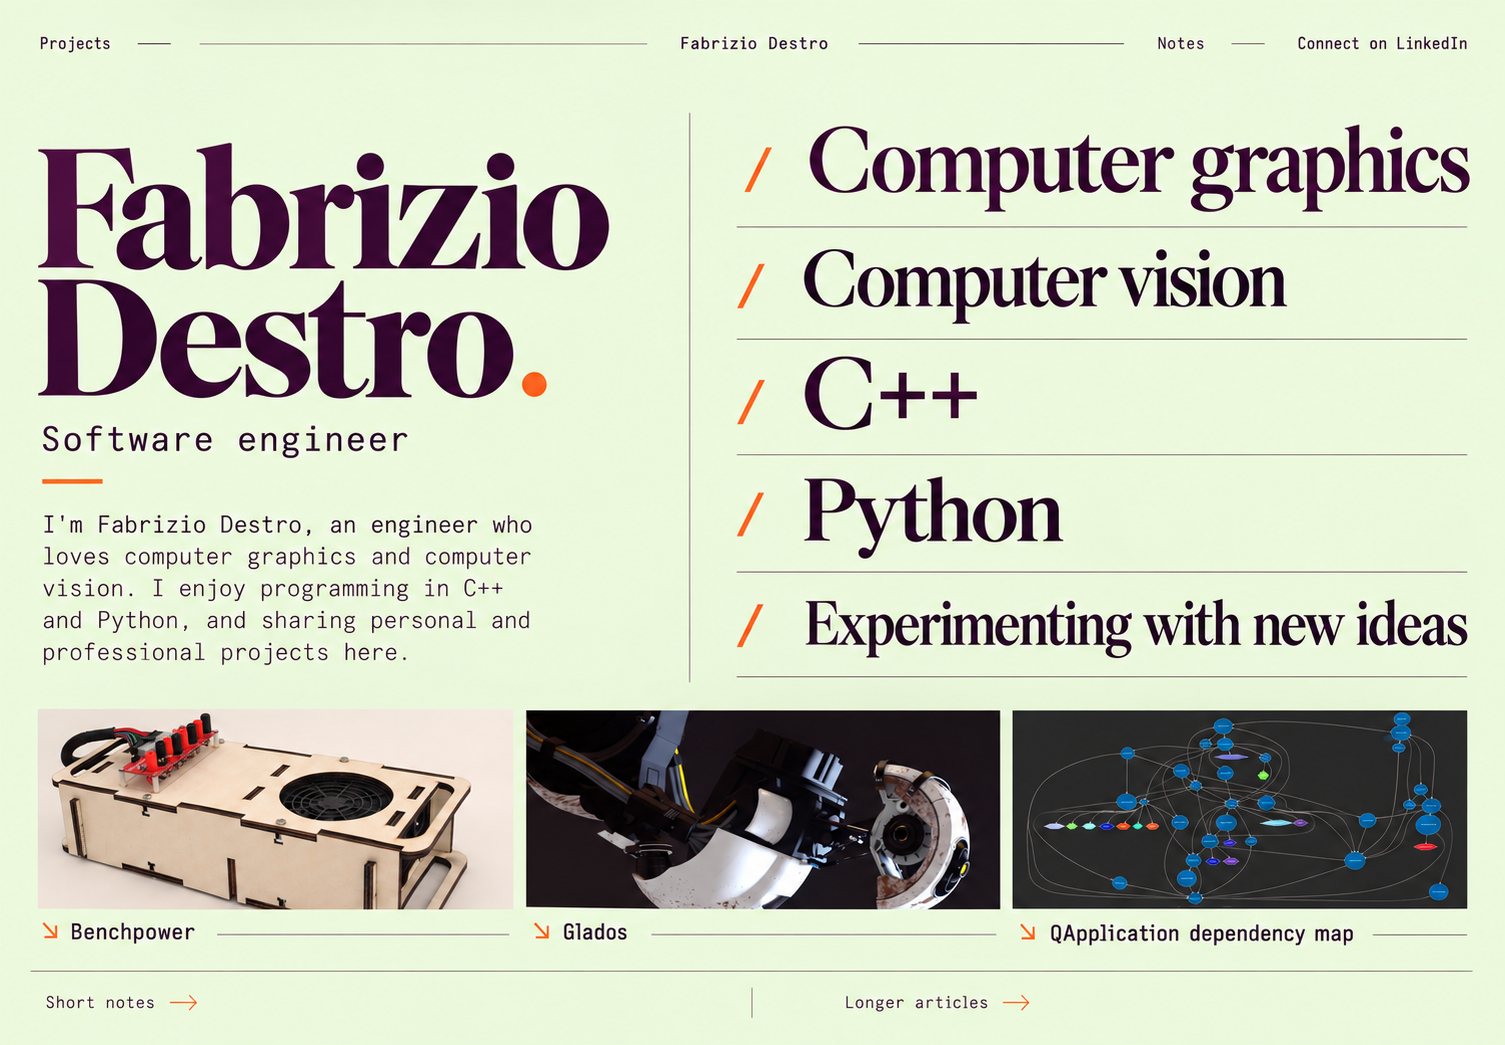 Projects
Fabrizio Destro
Notes
Connect on LinkedIn
Fabrizio
Destro.
Software engineer
I'm Fabrizio Destro, an engineer who
loves computer graphics and computer
vision. I enjoy programming in C++
and Python, and sharing personal and
professional projects here.
/ Computer graphics
/ Computer vision
/ C++
/ Python
/ Experimenting with new ideas
Benchpower
Glados
QApplication dependency map
Short notes
Longer articles